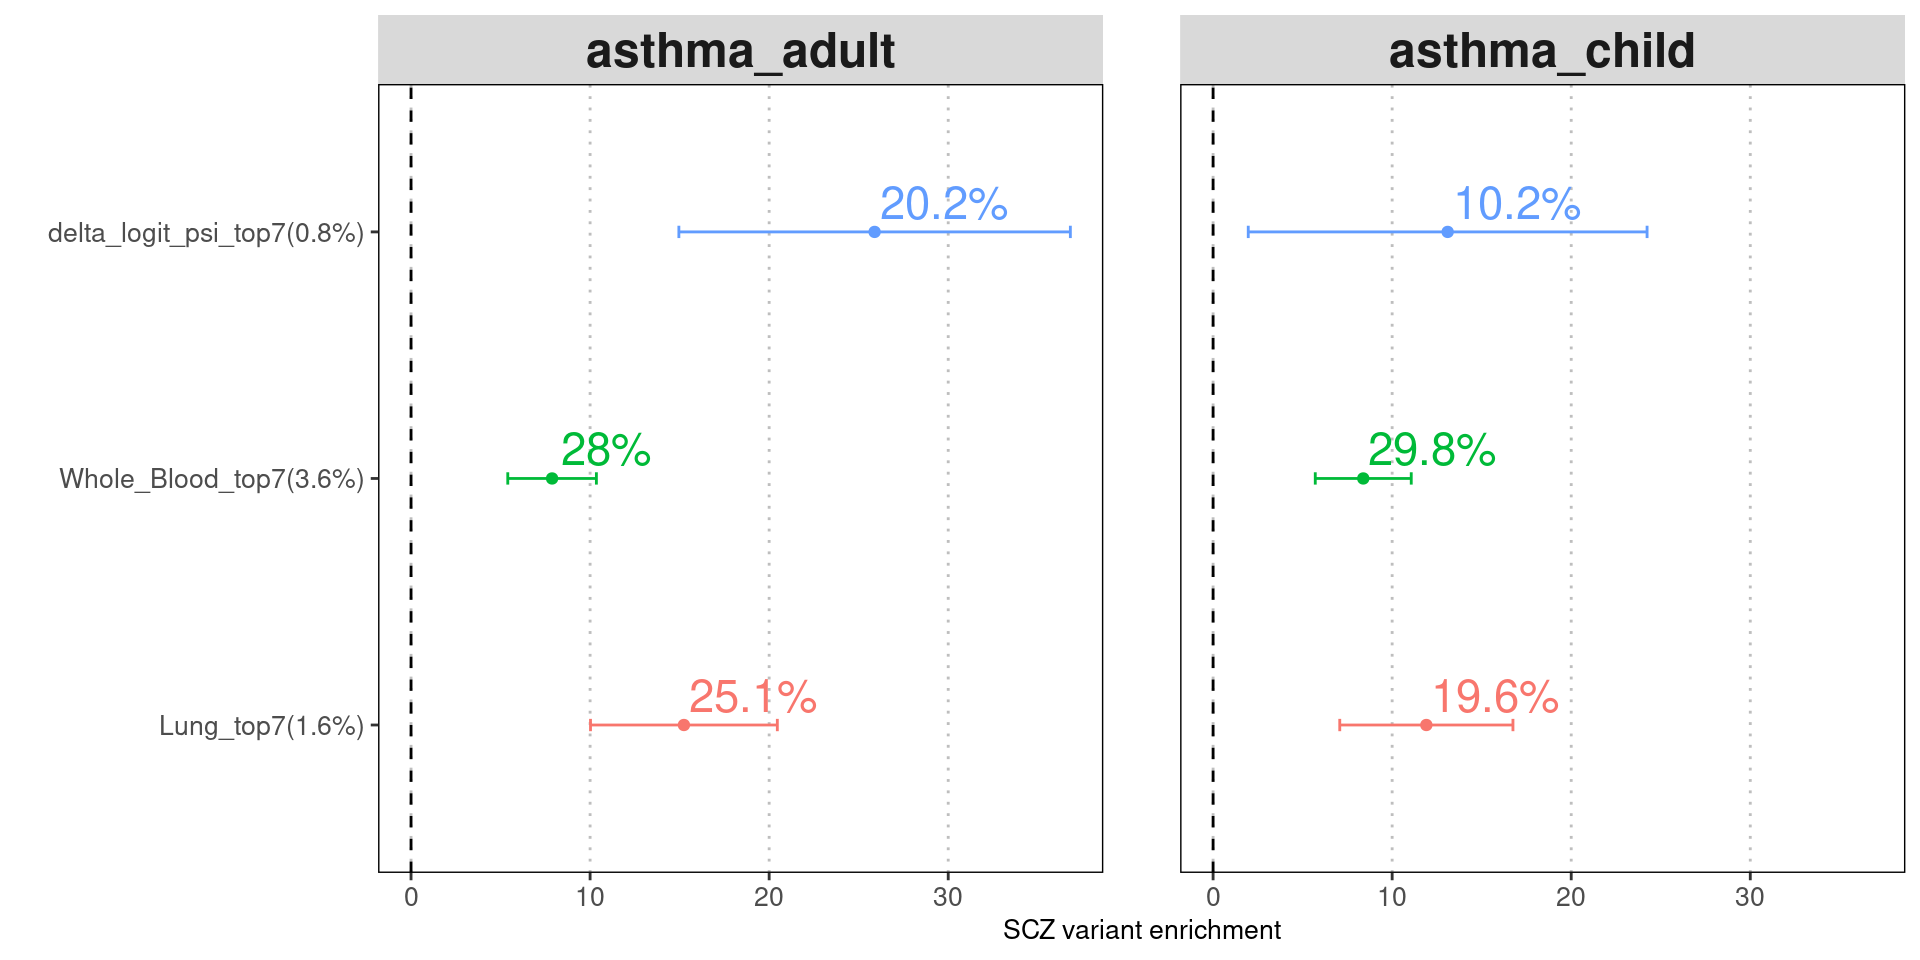 asthma_adult
asthma_child
delta_logit_psi_top7(0.8%)
20.2%
10.2%
Whole_Blood_top7(3.6%)
28%
29.8%
Lung_top7(1.6%)
25.1%
19.6%
0 10 20 30
0 10 20 30
SCZ variant enrichment